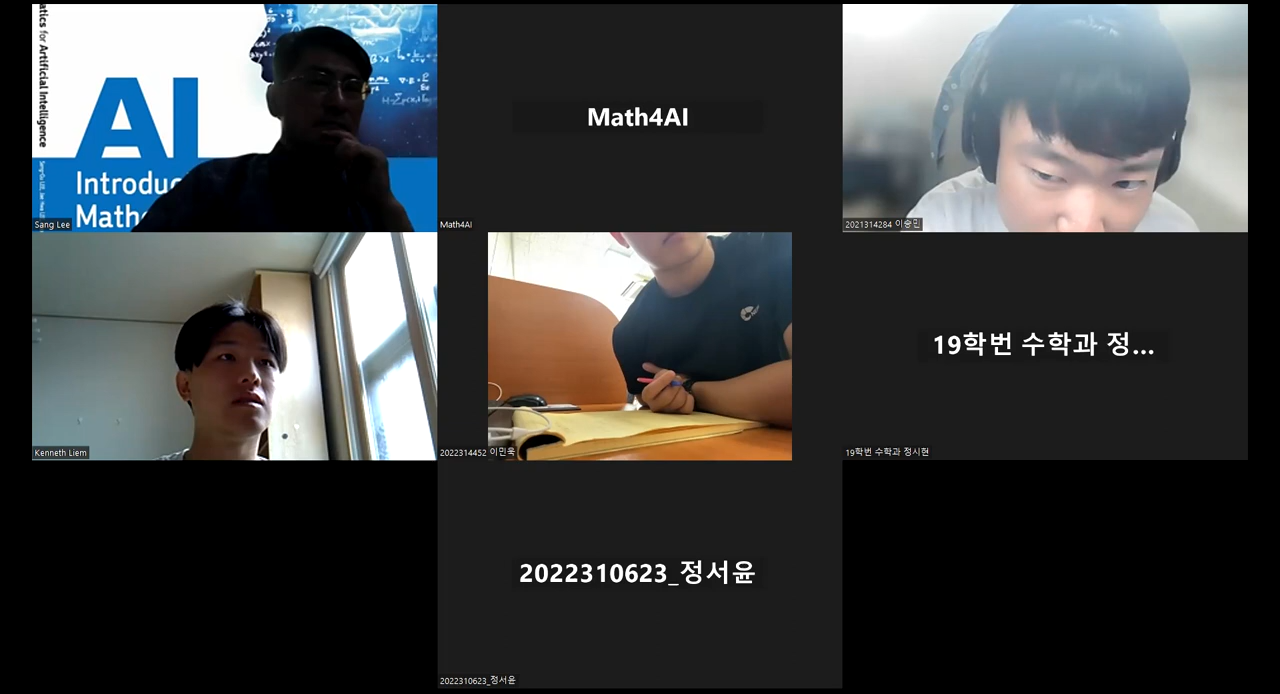 atics for Artificial Intelligence
AI
Introduc
Mathe
Sang Lee
Math4AI
Math4AI
2021314284 이승민
Kenneth Liem
2022314452 이민욱
19학번 수학과 정...
19학번 수학과 정시현
2022310623_정서윤
2022310623_정서윤